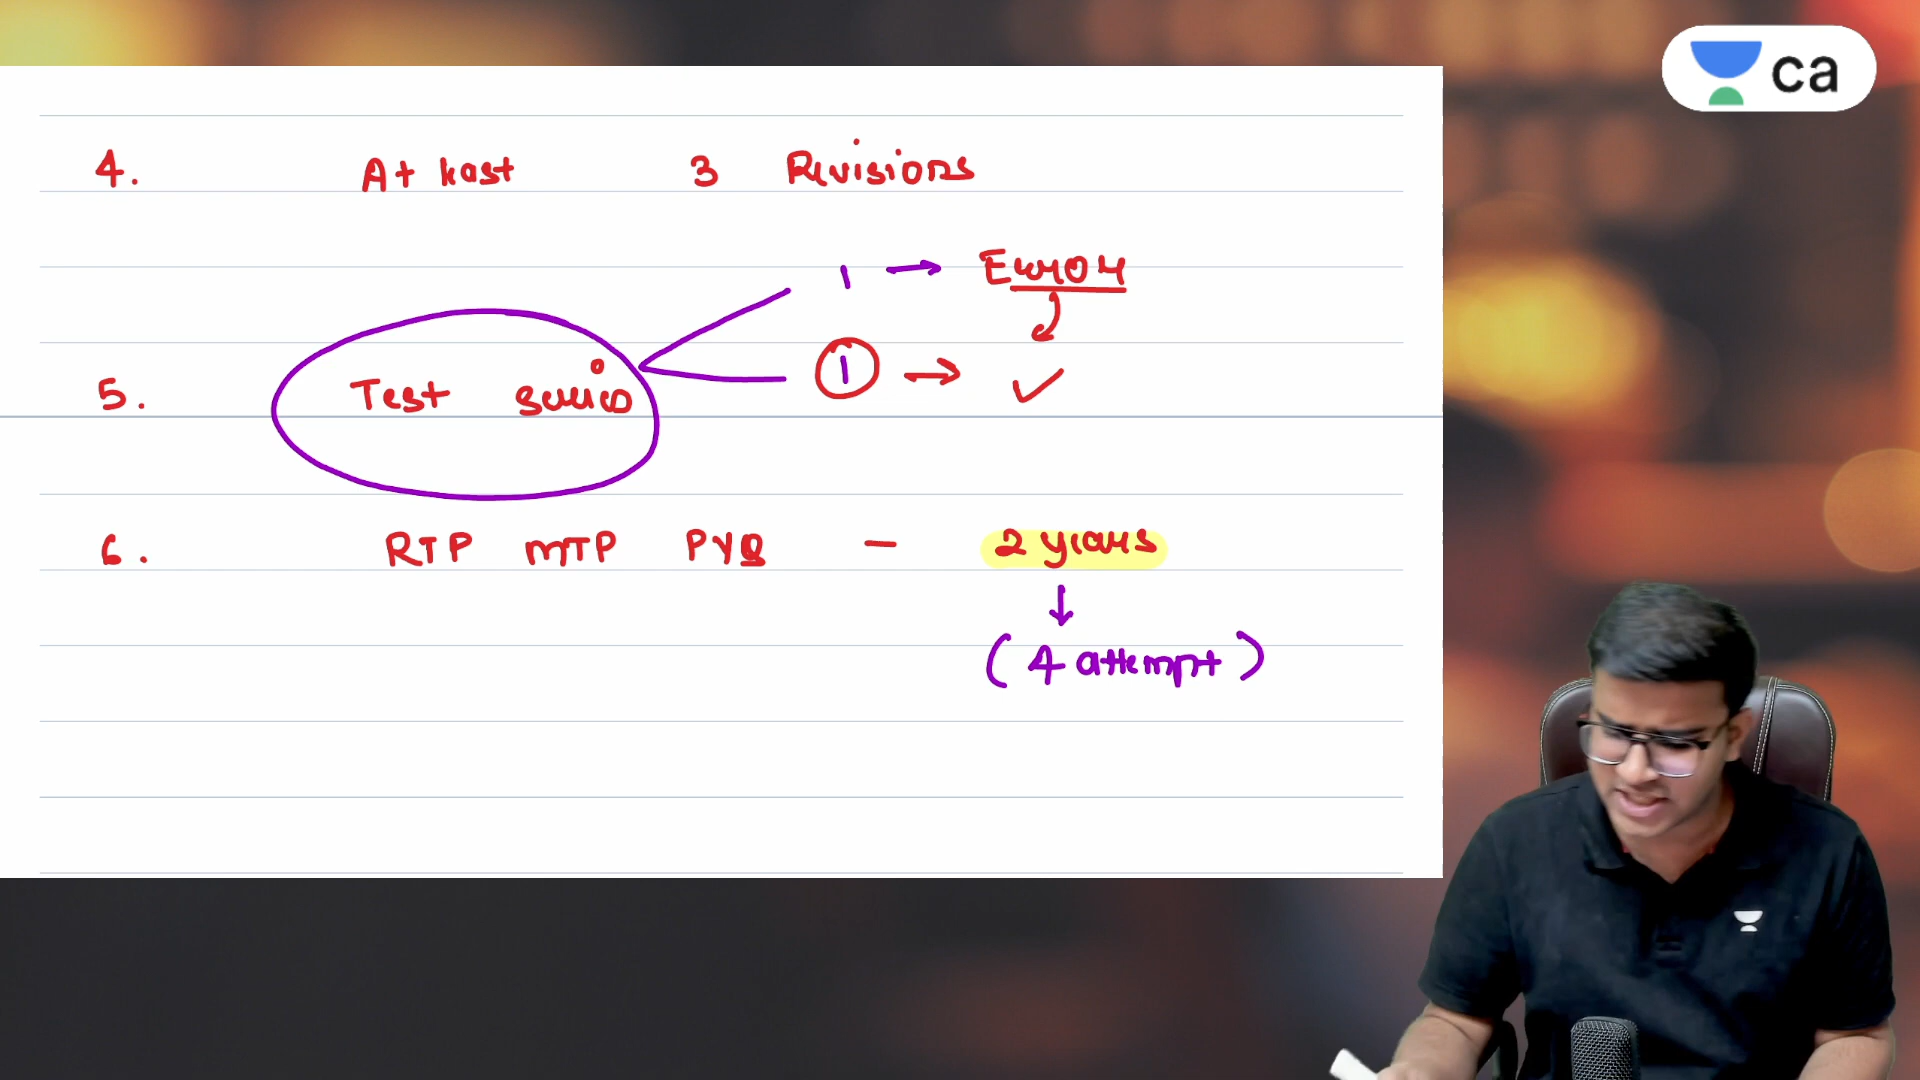 ca
4. At least 3 Revisions
1 → Error
5. Test series ① → ✓
6. RTP MTP PYQ - 2 years
↓
(4 attempt)